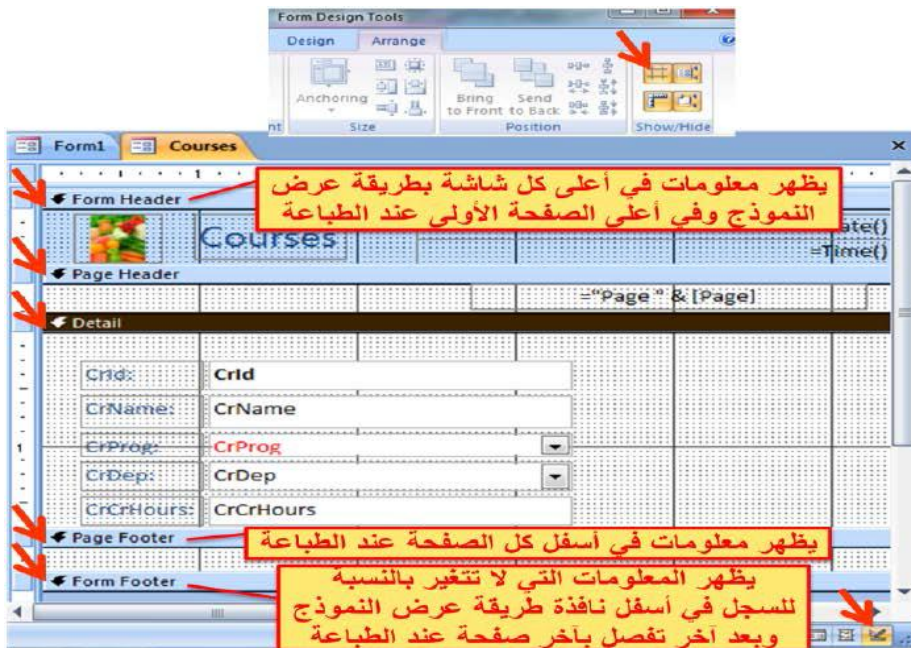 Form Design Tools
Design Arrange
Anchoring
Bring to Front
Send to Back
Size
Position
Show/Hide
Form1 Courses
1
يظهر معلومات في أعلى كل شاشة بطريقة عرض
النموذج وفي أعلى الصفحة الأولى عند الطباعة
Form Header
Courses
ate()
=Time()
Page Header
="Page " & [Page]
Detail
CrId: CrId
CrName: CrName
1
CrProg: CrProg
CrDep: CrDep
CrCrHours: CrCrHours
Page Footer
يظهر معلومات في أسفل كل الصفحة عند الطباعة
Form Footer
يظهر المعلومات التي لا تتغير بالنسبة
للسجل في أسفل نافذة طريقة عرض النموذج
وبعد آخر تفصل بآخر صفحة عند الطباعة